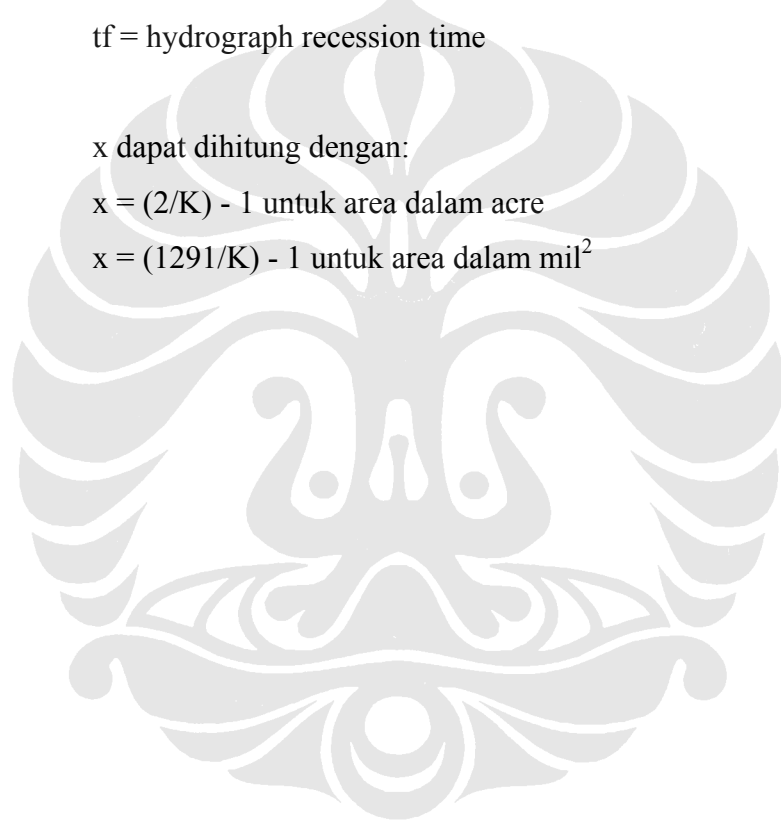 tf = hydrograph recession time
x dapat dihitung dengan:
x = (2/K) - 1 untuk area dalam acre
x = (1291/K) - 1 untuk area dalam mil²